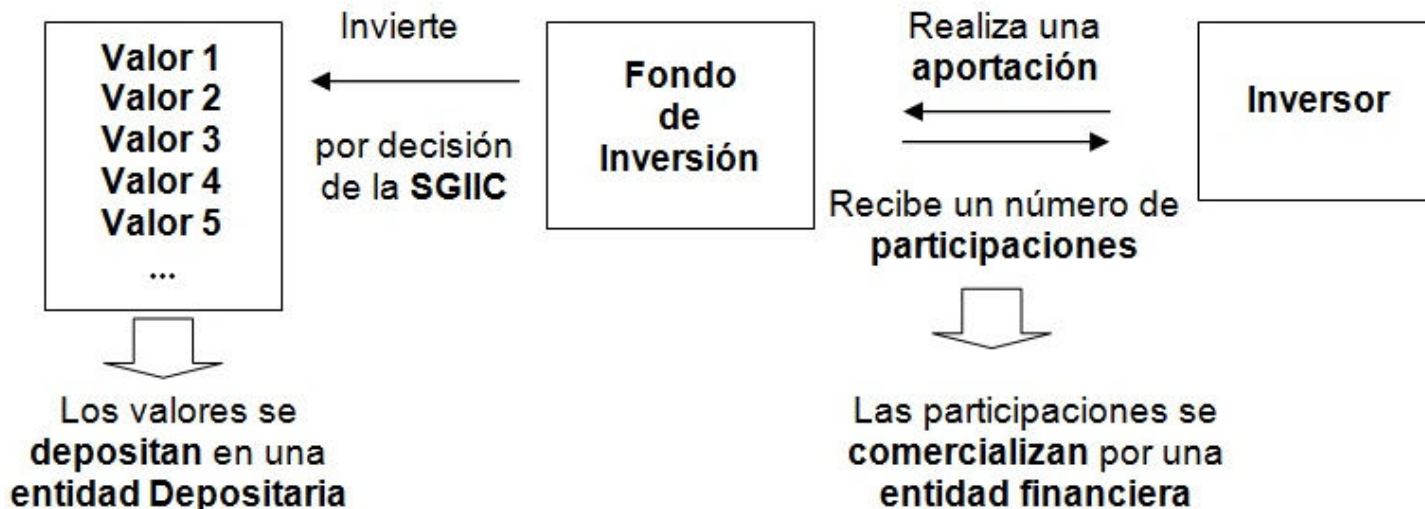 Valor 1
Valor 2
Valor 3
Valor 4
Valor 5
...
Invierte
por decisión
de la SGIIC
Fondo
de
Inversión
Realiza una
aportación
Recibe un número de
participaciones
Inversor
Los valores se
depositan en una
entidad Depositaria
Las participaciones se
comercializan por una
entidad financiera